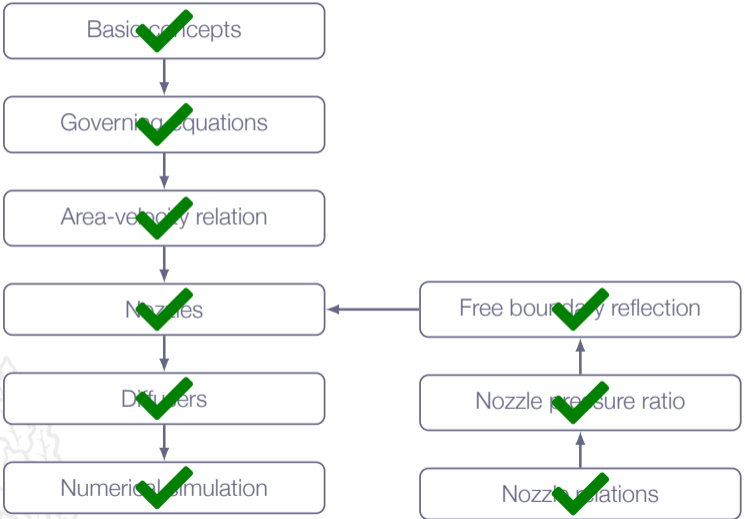 Basic concepts
Governing equations
Area-velocity relation
Nozzles
Diffusers
Numerical simulation
Free boundary reflection
Nozzle pressure ratio
Nozzle relations